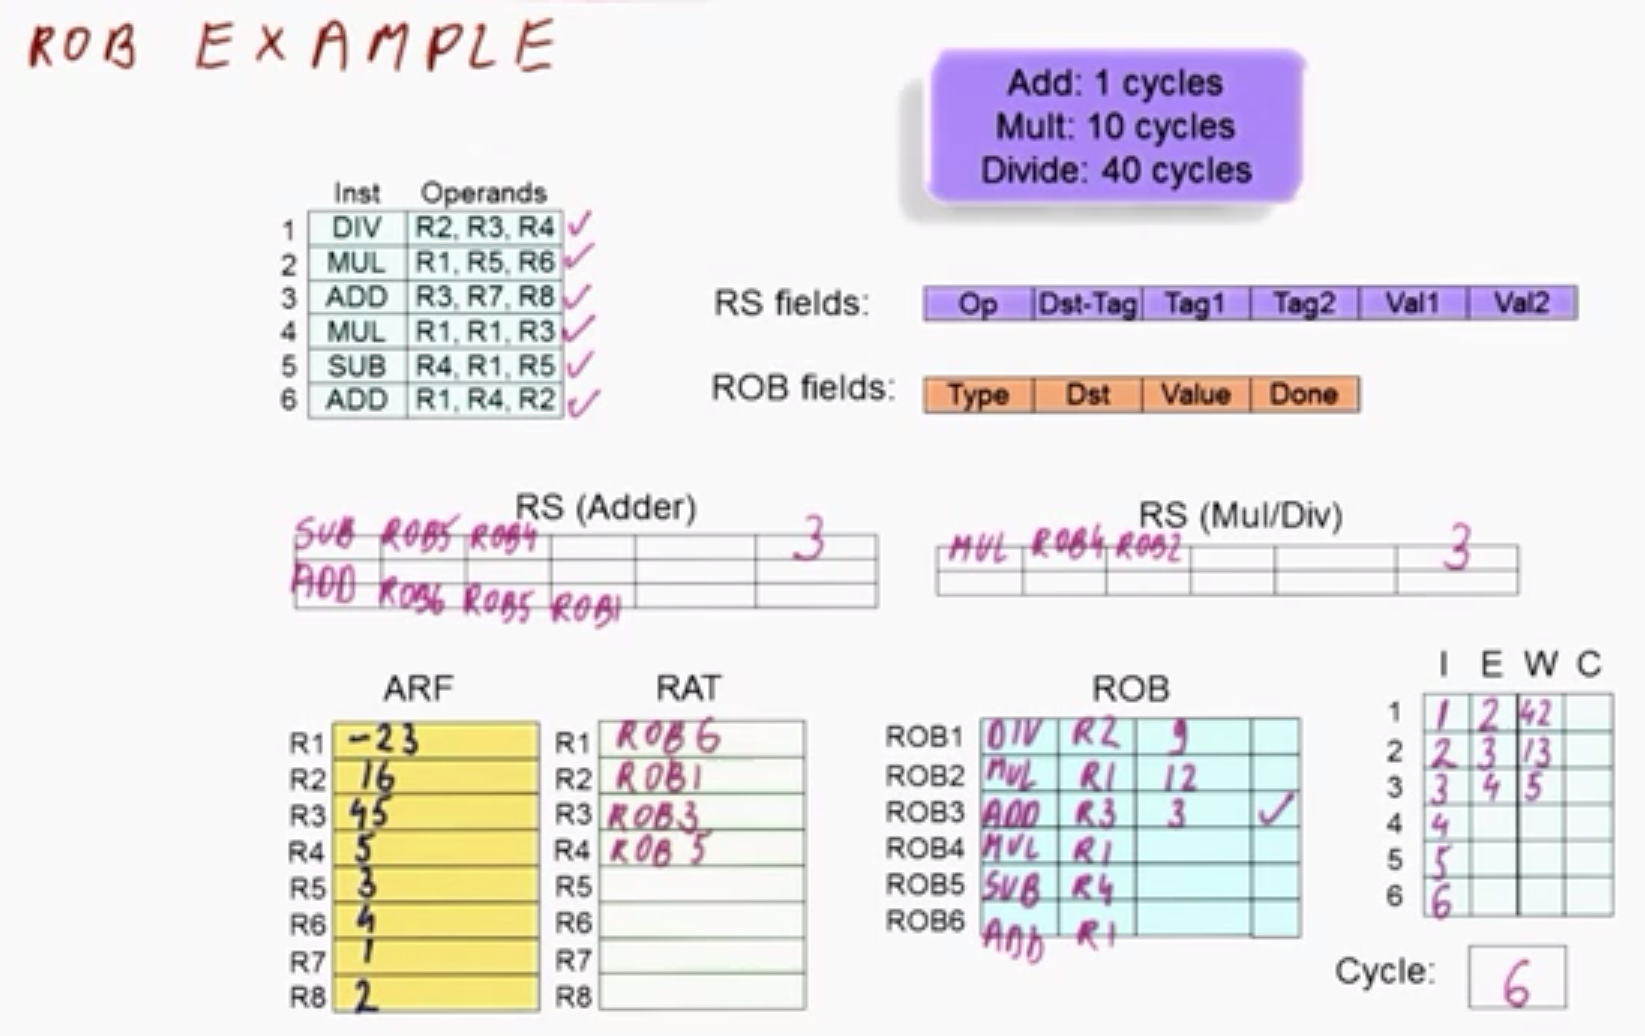 ROB EXAMPLE
Add: 1 cycles
Mult: 10 cycles
Divide: 40 cycles
Inst Operands
1 DIV R2, R3, R4 ✓
2 MUL R1, R5, R6 ✓
3 ADD R3, R7, R8 ✓
4 MUL R1, R1, R3 ✓
5 SUB R4, R1, R5 ✓
6 ADD R1, R4, R2 ✓
RS fields: Op Dst-Tag Tag1 Tag2 Val1 Val2
ROB fields: Type Dst Value Done
RS (Adder)
SUB ROB5 ROB4 3
ADD ROB6 ROB5 ROB1
RS (Mul/Div)
MUL ROB4 ROB2 3
ARF
R1 -23
R2 16
R3 45
R4 5
R5 3
R6 4
R7 1
R8 2
RAT
R1 ROB6
R2 ROB1
R3 ROB3
R4 ROB5
R5
R6
R7
R8
ROB
ROB1 DIV R2 9
ROB2 MUL R1 12
ROB3 ADD R3 3 ✓
ROB4 MUL R1
ROB5 SUB R4
ROB6 ADD R1
I E W C
1 1 2 42
2 2 3 13
3 3 4 5
4 4
5 5
6 6
Cycle: 6